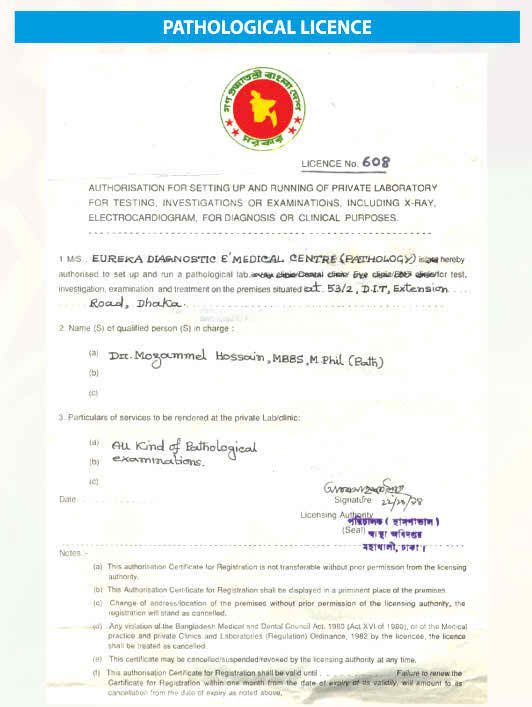 PATHOLOGICAL LICENCE
গণ প্রজাতন্ত্রী বাংলা দেশ
সরকার
LICENCE No. 608
AUTHORISATION FOR SETTING UP AND RUNNING OF PRIVATE LABORATORY
FOR TESTING, INVESTIGATIONS OR EXAMINATIONS, INCLUDING X-RAY,
ELECTROCARDIOGRAM, FOR DIAGNOSIS OR CLINICAL PURPOSES.
1. M/S. EUREKA DIAGNOSTIC & MEDICAL CENTRE (PATHOLOGY) is hereby
authorised to set up and run a pathological lab. for test,
investigation, examination and treatment on the premises situated at. 53/2, D.I.T, Extension
Road, Dhaka.
2. Name (S) of qualified person (S) in charge :
(a) Dr. Mozammel Hossain, MBBS, M.Phil (Path)
(b)
(c)
3. Particulars of services to be rendered at the private Lab/clinic:
(a) All Kind of Pathological
(b) examinations.
(c)
Signature 22/10/98
Date
Licensing Authority
পরিচালক ( হাসপাতাল )
(Seal) স্বাস্থ্য অধিদপ্তর
মহাখালী, ঢাকা।
Notes :-
(a) This authorisation Certificate for Registration is not transferable without prior permission from the licensing
authority.
(b) This Authorisation Certificate for Registration shall be displayed in a prominent place of the premises.
(c) Change of address/location of the premises without prior permission of the licensing authority, the
registration will stand as cancelled.
(d) Any violation of the Bangladesh Medical and Dental Council Act, 1980 (Act XVI of 1980), or of the Medical
practice and private Clinics and Laboratories (Regulation) Ordinance, 1982 by the licencee, the licence
shall be treated as cancelled.
(e) This certificate may be cancelled/suspended/revoked by the licensing authority at any time.
(f) This authorisation Certificate for Registration shall be valid until . . . . . . . . . . Failure to renew the
Certificate for Registration within one month from the date of expiry of its validity, will amount to its
cancellation from the date of expiry as noted above.